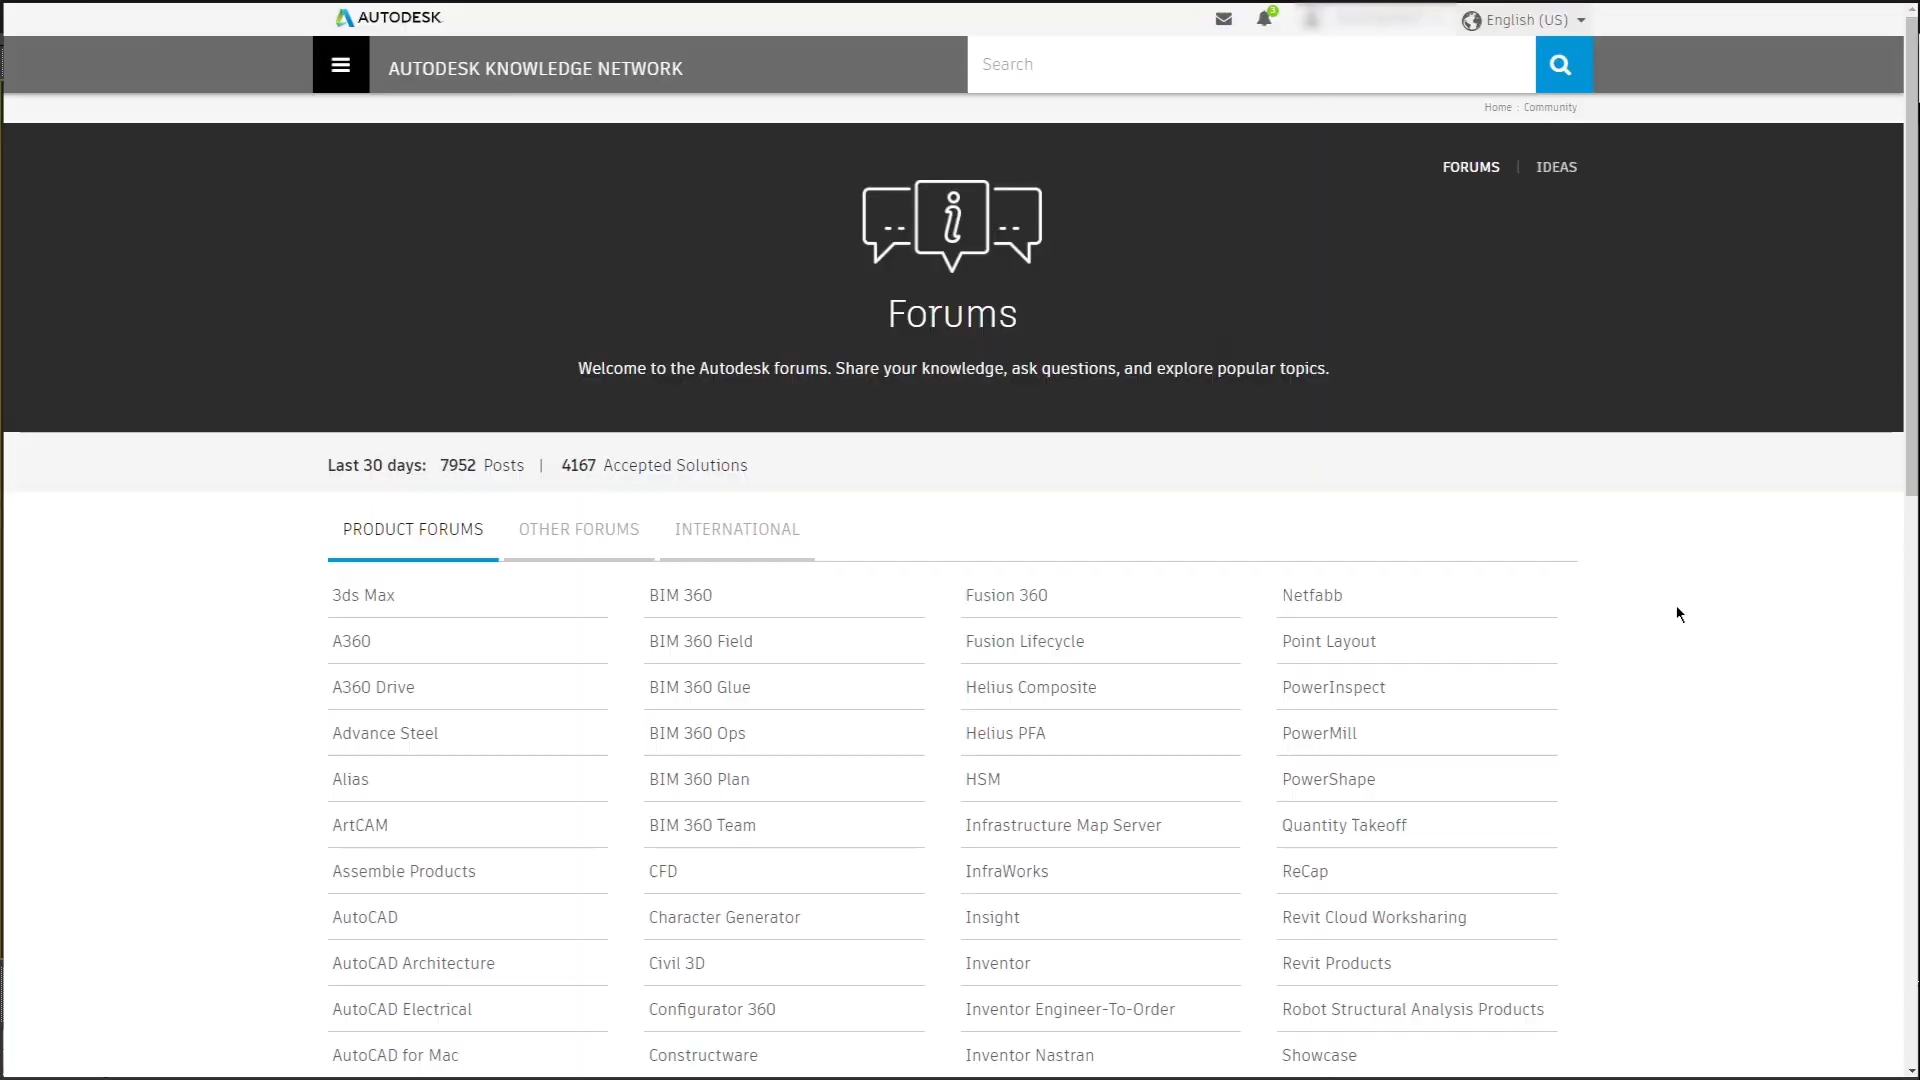 AUTODESK
3
English (US)
AUTODESK KNOWLEDGE NETWORK
Search
Home : Community
FORUMS | IDEAS
Forums
Welcome to the Autodesk forums. Share your knowledge, ask questions, and explore popular topics.
Last 30 days: 7952 Posts | 4167 Accepted Solutions
PRODUCT FORUMS OTHER FORUMS INTERNATIONAL
3ds Max
A360
A360 Drive
Advance Steel
Alias
ArtCAM
Assemble Products
AutoCAD
AutoCAD Architecture
AutoCAD Electrical
AutoCAD for Mac
BIM 360
BIM 360 Field
BIM 360 Glue
BIM 360 Ops
BIM 360 Plan
BIM 360 Team
CFD
Character Generator
Civil 3D
Configurator 360
Constructware
Fusion 360
Fusion Lifecycle
Helius Composite
Helius PFA
HSM
Infrastructure Map Server
InfraWorks
Insight
Inventor
Inventor Engineer-To-Order
Inventor Nastran
Netfabb
Point Layout
PowerInspect
PowerMill
PowerShape
Quantity Takeoff
ReCap
Revit Cloud Worksharing
Revit Products
Robot Structural Analysis Products
Showcase